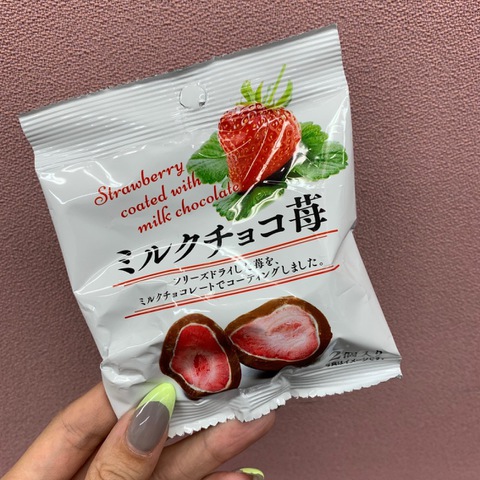 Strawberry
coated with
milk chocolate
ミルクチョコ苺
フリーズドライした苺を、
ミルクチョコレートでコーティングしました。